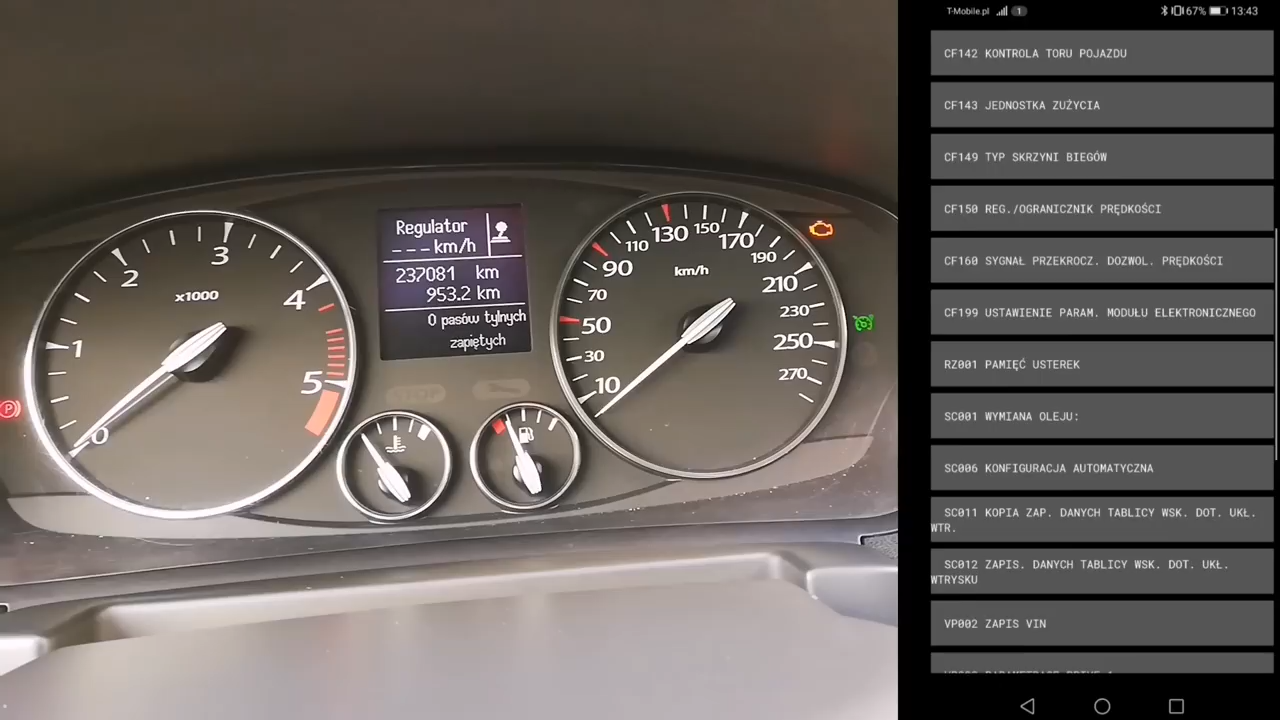 Regulator
--- km/h
237081 km
953.2 km
0 pasów tylnych
zapiętych
0
1
2
3
4
5
x1000
10
30
50
70
90
110
130
150
170
190
210
230
250
270
km/h
P
STOP
T-Mobile.pl 1 67% 13:43
CF142 KONTROLA TORU POJAZDU
CF143 JEDNOSTKA ZUŻYCIA
CF149 TYP SKRZYNI BIEGÓW
CF150 REG./OGRANICZNIK PRĘDKOŚCI
CF160 SYGNAŁ PRZEKROCZ. DOZWOL. PRĘDKOŚCI
CF199 USTAWIENIE PARAM. MODUŁU ELEKTRONICZNEGO
RZ001 PAMIĘĆ USTEREK
SC001 WYMIANA OLEJU:
SC006 KONFIGURACJA AUTOMATYCZNA
SC011 KOPIA ZAP. DANYCH TABLICY WSK. DOT. UKŁ.
WTR.
SC012 ZAPIS. DANYCH TABLICY WSK. DOT. UKŁ.
WTRYSKU
VP002 ZAPIS VIN